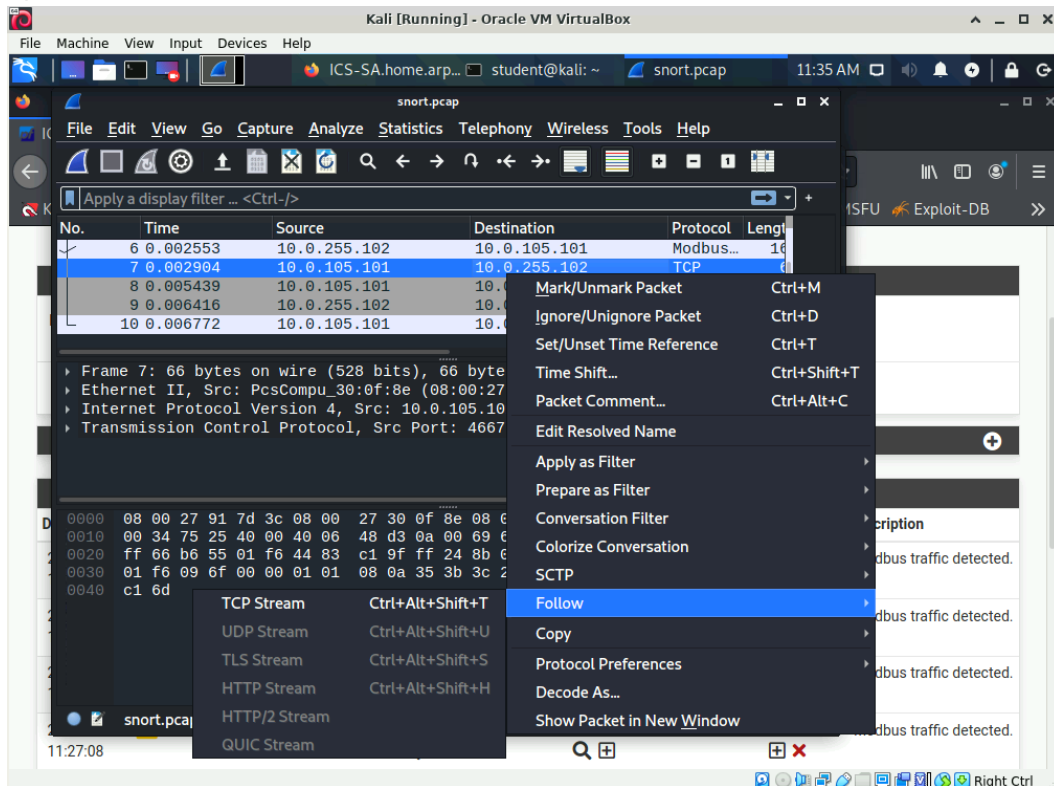 Kali [Running] - Oracle VM VirtualBox
File Machine View Input Devices Help
ICS-SA.home.arp... student@kali: ~ snort.pcap 11:35 AM
snort.pcap
File Edit View Go Capture Analyze Statistics Telephony Wireless Tools Help
Apply a display filter ... <Ctrl-/>
MSFU Exploit-DB
No. Time Source Destination Protocol Lengt
6 0.002553 10.0.255.102 10.0.105.101 Modbus... 16
7 0.002904 10.0.105.101 10.0.255.102 TCP 6
8 0.005439 10.0.105.101 10.0
9 0.006416 10.0.255.102 10.0
10 0.006772 10.0.105.101 10.0
Frame 7: 66 bytes on wire (528 bits), 66 byte
Ethernet II, Src: PcsCompu_30:0f:8e (08:00:27
Internet Protocol Version 4, Src: 10.0.105.10
Transmission Control Protocol, Src Port: 4667
0000 08 00 27 91 7d 3c 08 00 27 30 0f 8e 08 0
0010 00 34 75 25 40 00 40 06 48 d3 0a 00 69 6
0020 ff 66 b6 55 01 f6 44 83 c1 9f ff 24 8b 0
0030 01 f6 09 6f 00 00 01 01 08 0a 35 3b 3c 2
0040 c1 6d
snort.pcap
Mark/Unmark Packet Ctrl+M
Ignore/Unignore Packet Ctrl+D
Set/Unset Time Reference Ctrl+T
Time Shift... Ctrl+Shift+T
Packet Comment... Ctrl+Alt+C
Edit Resolved Name
Apply as Filter
Prepare as Filter
Conversation Filter
Colorize Conversation
SCTP
Follow
Copy
Protocol Preferences
Decode As...
Show Packet in New Window
TCP Stream Ctrl+Alt+Shift+T
UDP Stream Ctrl+Alt+Shift+U
TLS Stream Ctrl+Alt+Shift+S
HTTP Stream Ctrl+Alt+Shift+H
HTTP/2 Stream
QUIC Stream
cription
dbus traffic detected.
dbus traffic detected.
dbus traffic detected.
dbus traffic detected.
11:27:08
Right Ctrl